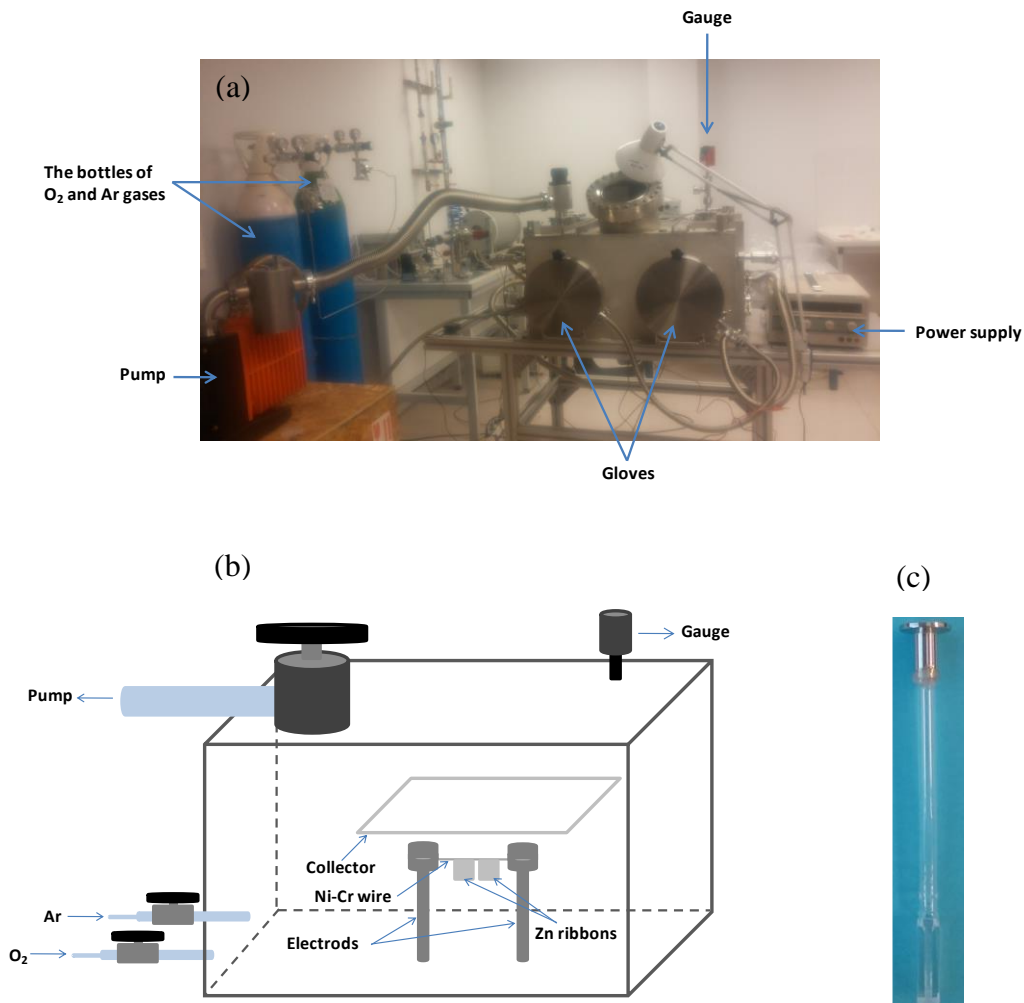 Gauge
(a)
The bottles of
O₂ and Ar gases
Power supply
Pump
Gloves
(b)
(c)
Gauge
Pump
Collector
Ni-Cr wire
Ar
Electrods
Zn ribbons
O₂